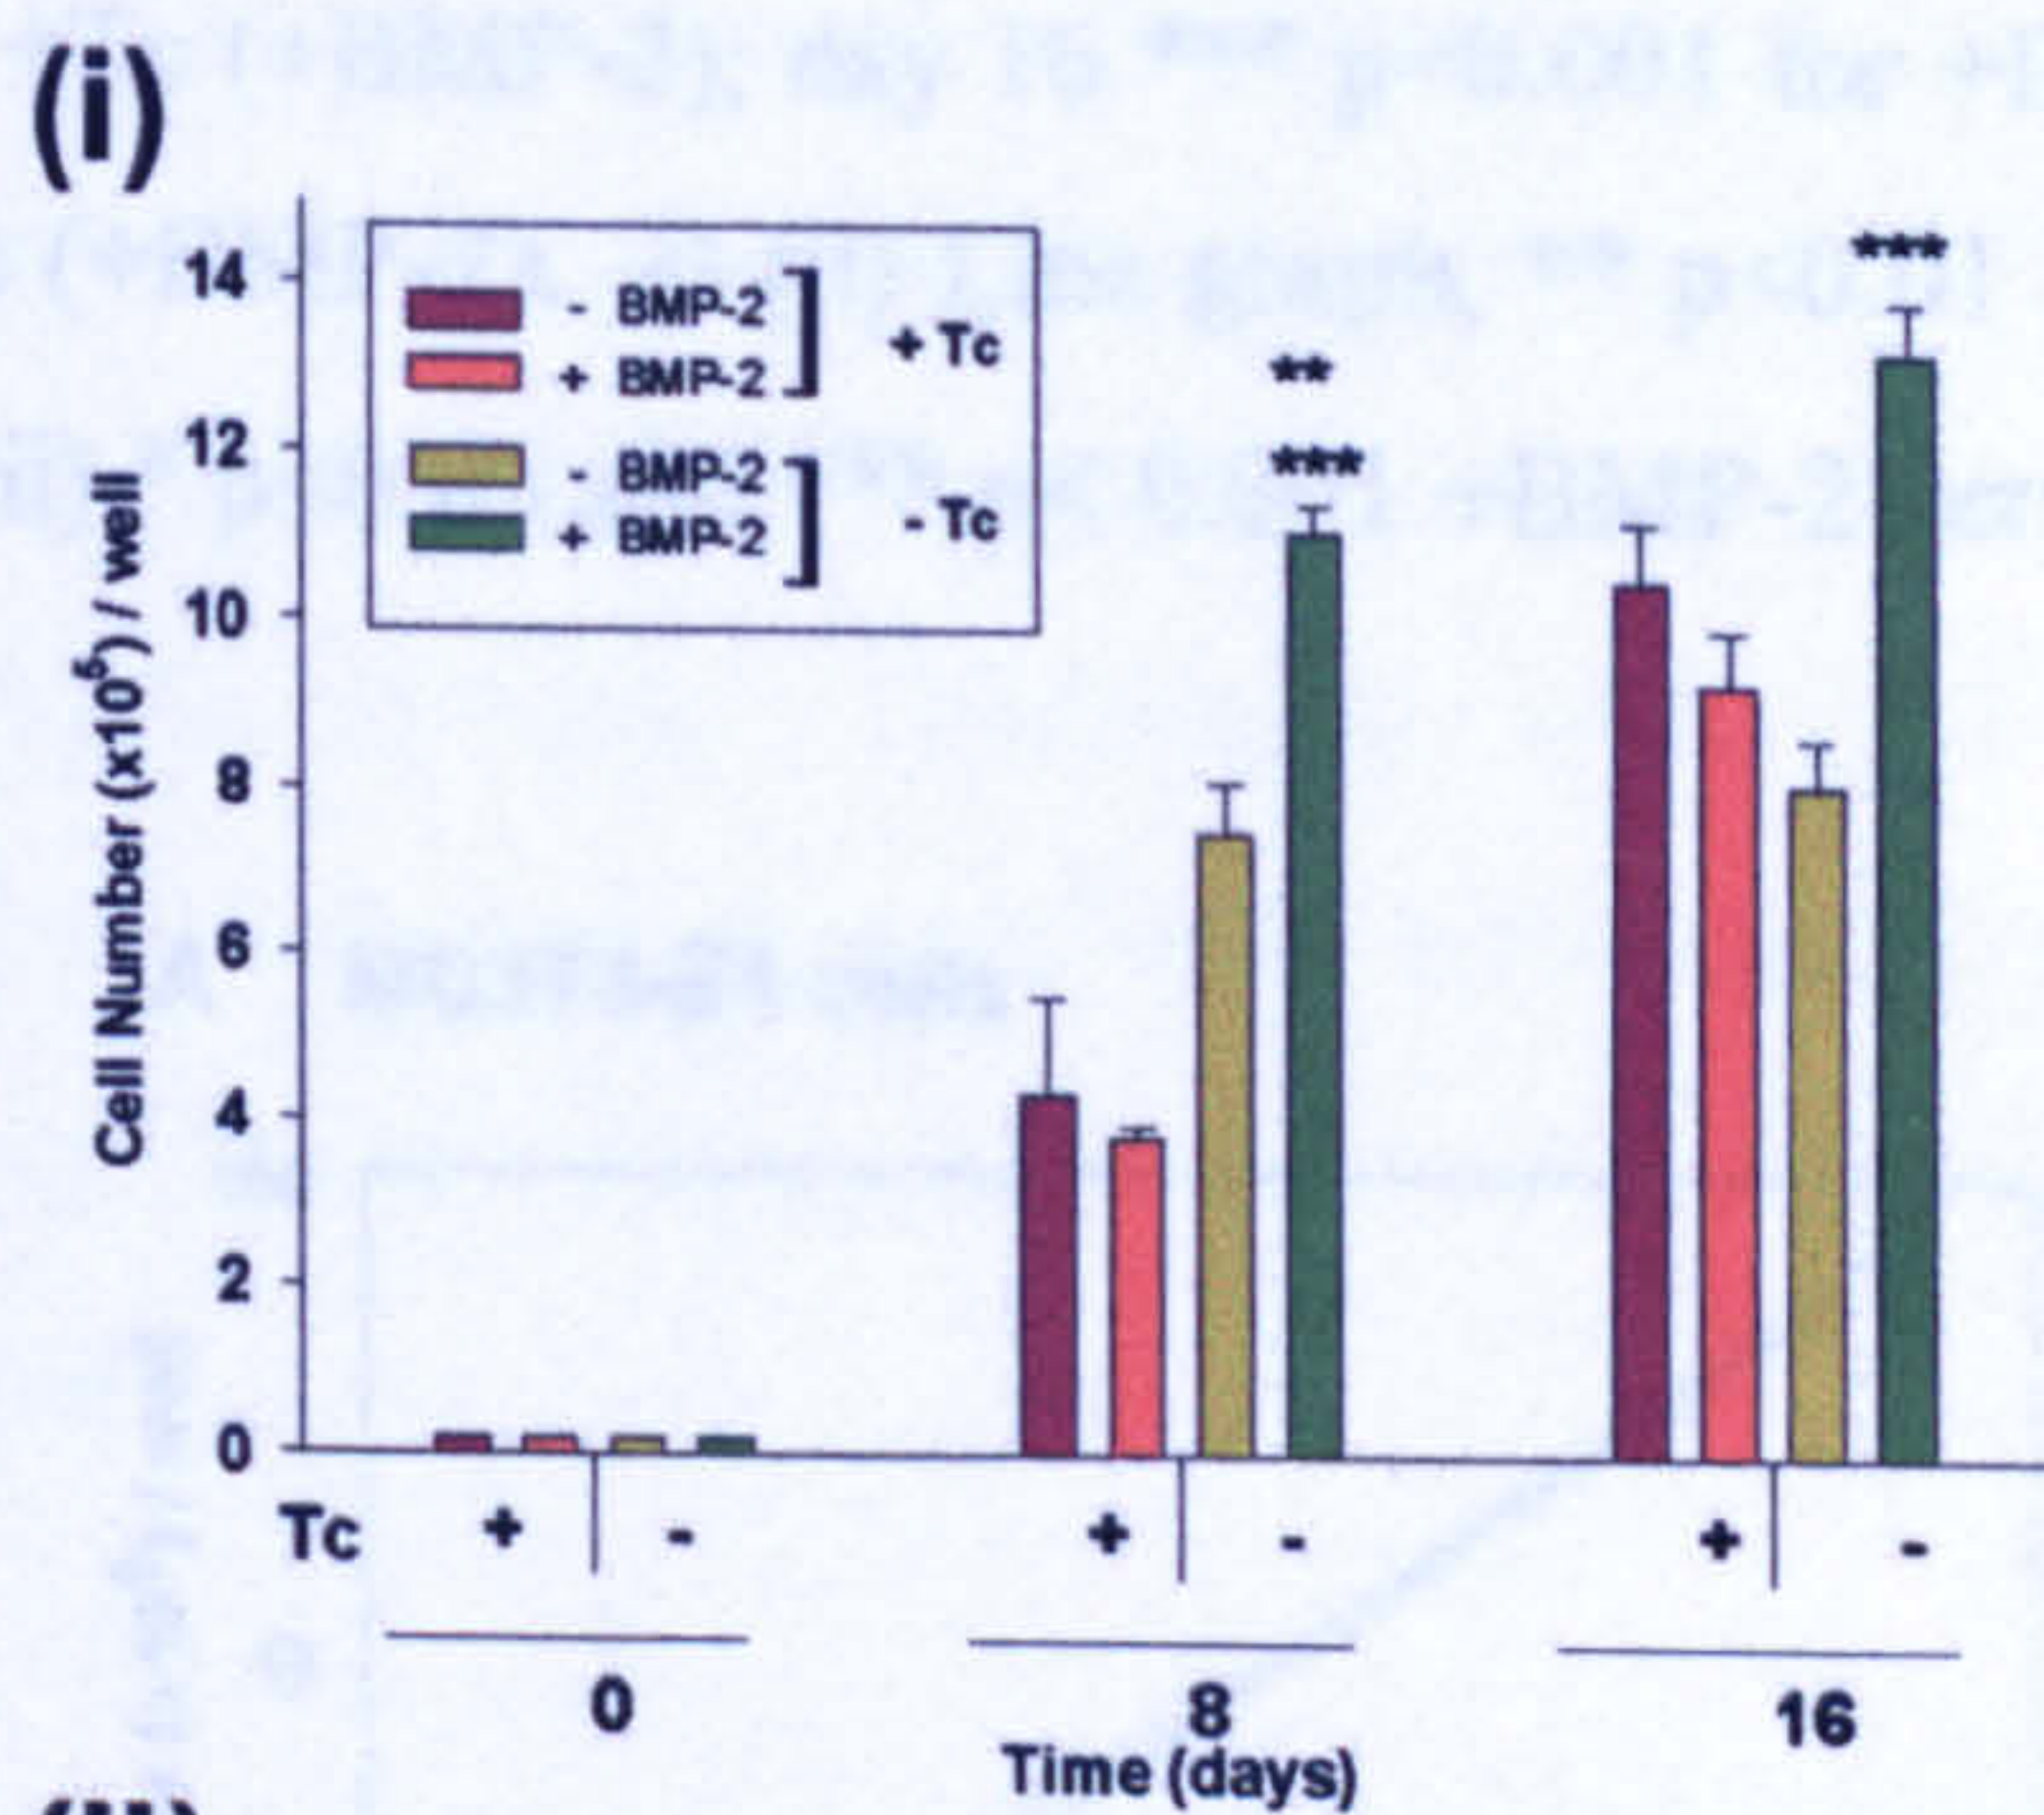 (i)
14
12
10
8
6
4
2
0
Cell Number (x10⁶) / well
- BMP-2
+ BMP-2
+ Tc
- BMP-2
+ BMP-2
- Tc
**
***
***
Tc + - + - + -
0 8 16
Time (days)